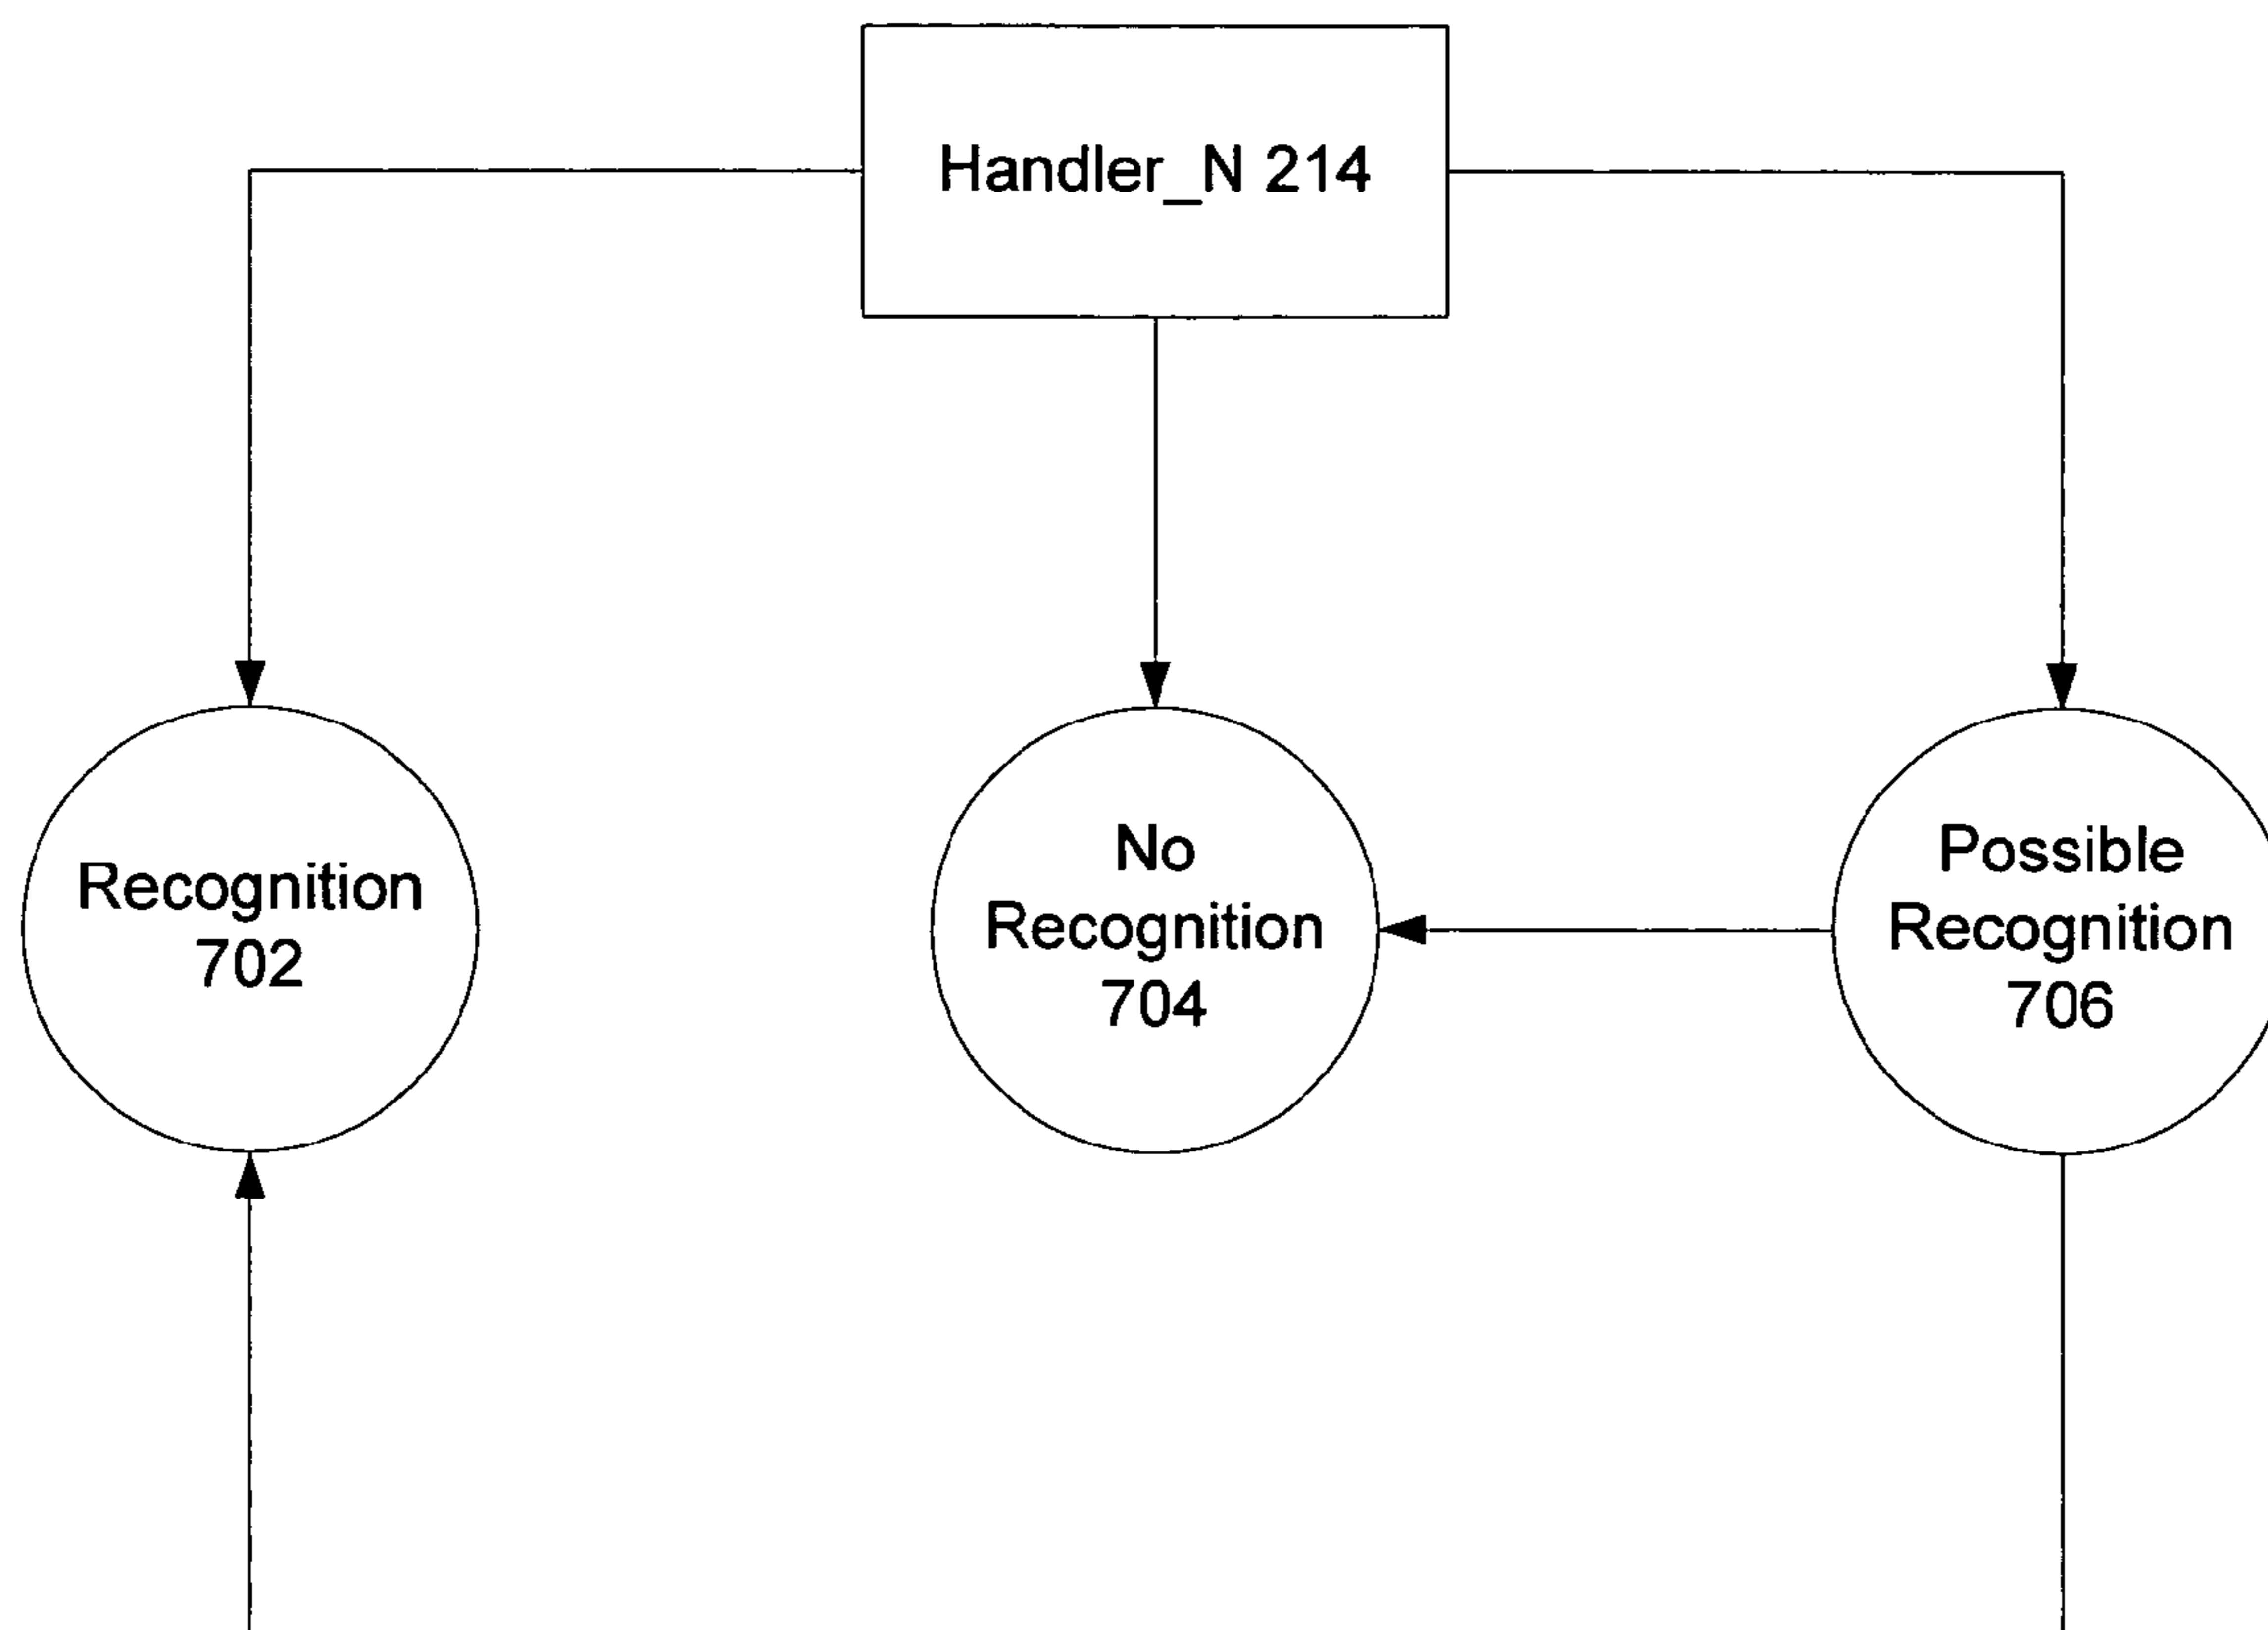 Handler_N 214
Recognition
702
No
Recognition
704
Possible
Recognition
706